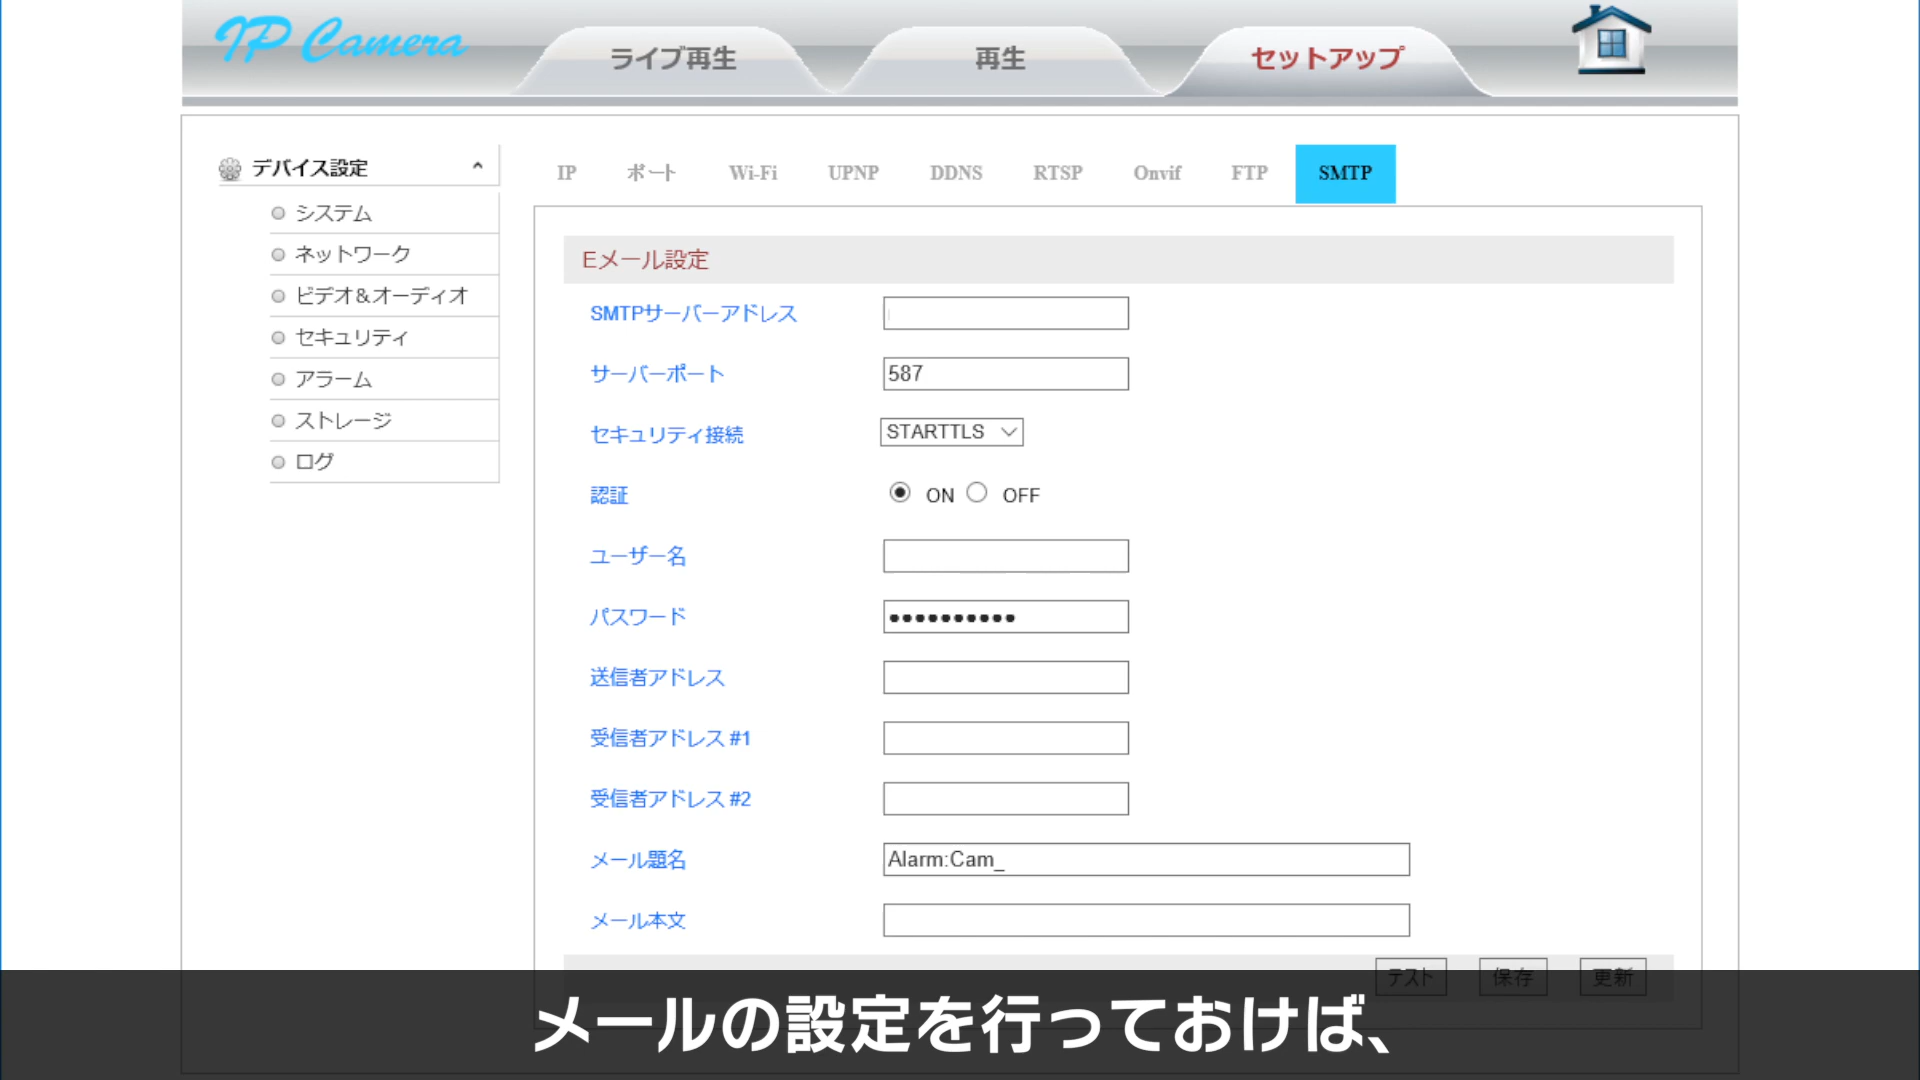 IP Camera
ライブ再生
再生
セットアップ
デバイス設定
システム
ネットワーク
ビデオ&オーディオ
セキュリティ
アラーム
ストレージ
ログ
IP ポート Wi-Fi UPNP DDNS RTSP Onvif FTP SMTP
Eメール設定
SMTPサーバーアドレス
サーバーポート 587
セキュリティ接続 STARTTLS
認証 ON OFF
ユーザー名
パスワード ●●●●●●●●●●
送信者アドレス
受信者アドレス #1
受信者アドレス #2
メール題名 Alarm:Cam_
メール本文
テスト 保存 更新
メールの設定を行っておけば、